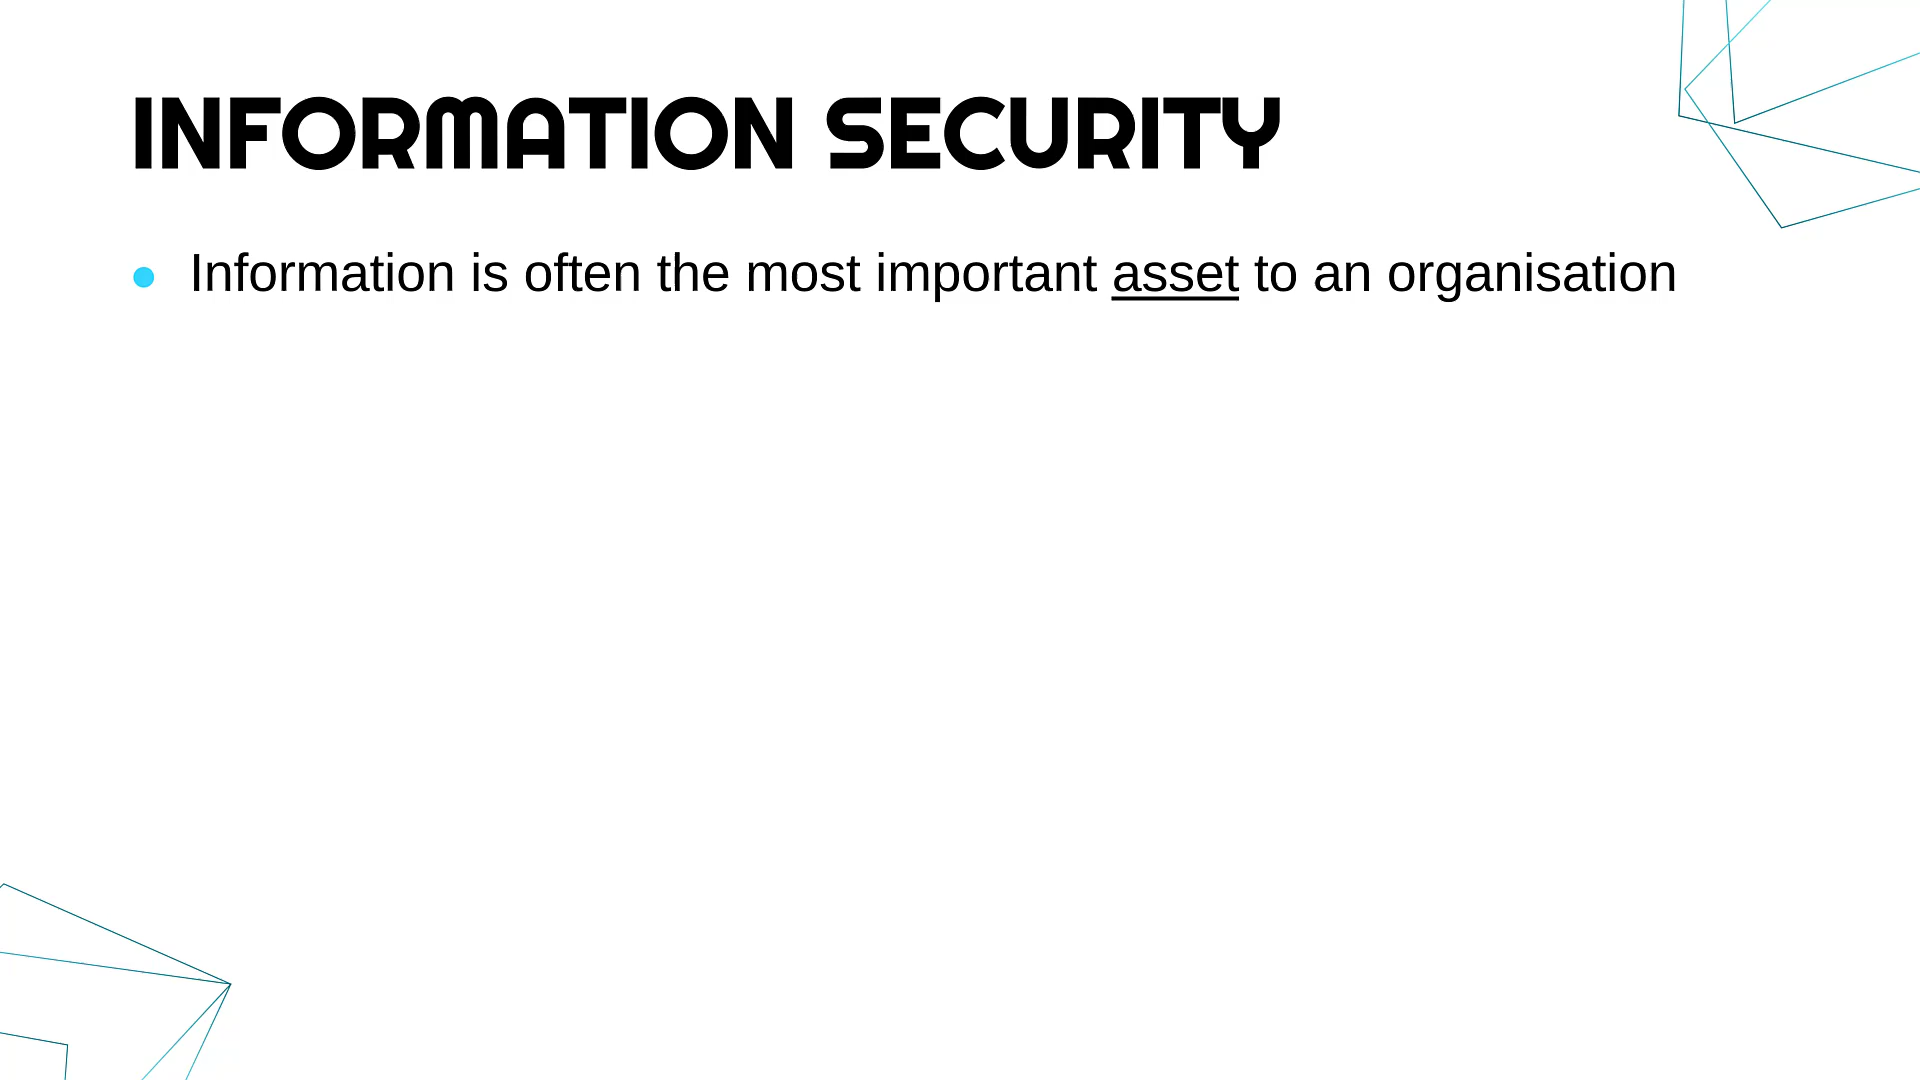 INFORMATION SECURITY
● Information is often the most important asset to an organisation